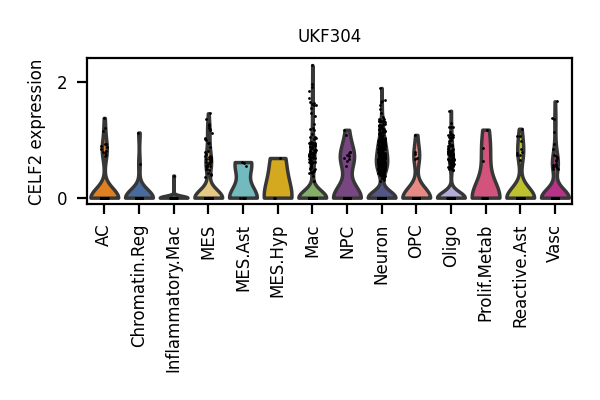 UKF304
CELF2 expression
2
0
AC
Chromatin.Reg
Inflammatory.Mac
MES
MES.Ast
MES.Hyp
Mac
NPC
Neuron
OPC
Oligo
Prolif.Metab
Reactive.Ast
Vasc